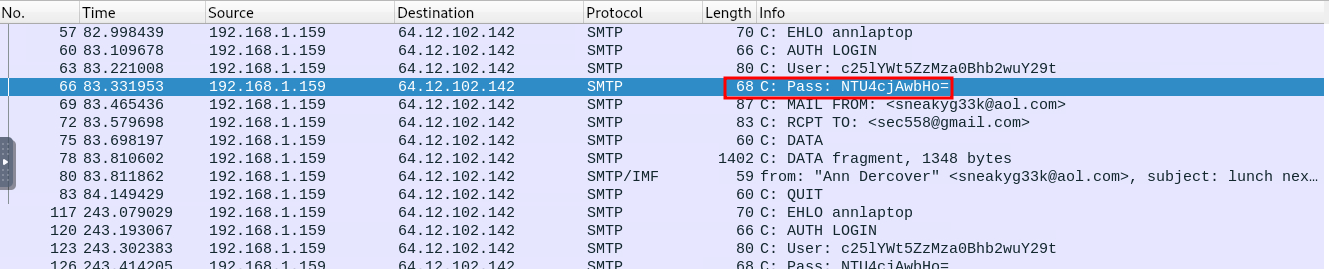 No. Time Source Destination Protocol Length Info
57 82.998439 192.168.1.159 64.12.102.142 SMTP 70 C: EHLO annlaptop
60 83.109678 192.168.1.159 64.12.102.142 SMTP 66 C: AUTH LOGIN
63 83.221008 192.168.1.159 64.12.102.142 SMTP 80 C: User: c25lYWt5ZzMza0Bhb2wuY29t
66 83.331953 192.168.1.159 64.12.102.142 SMTP 68 C: Pass: NTU4cjAwbHo=
69 83.465436 192.168.1.159 64.12.102.142 SMTP 87 C: MAIL FROM: <sneakyg33k@aol.com>
72 83.579698 192.168.1.159 64.12.102.142 SMTP 83 C: RCPT TO: <sec558@gmail.com>
75 83.698197 192.168.1.159 64.12.102.142 SMTP 60 C: DATA
78 83.810602 192.168.1.159 64.12.102.142 SMTP 1402 C: DATA fragment, 1348 bytes
80 83.811862 192.168.1.159 64.12.102.142 SMTP/IMF 59 from: "Ann Dercover" <sneakyg33k@aol.com>, subject: lunch nex…
83 84.149429 192.168.1.159 64.12.102.142 SMTP 60 C: QUIT
117 243.079029 192.168.1.159 64.12.102.142 SMTP 70 C: EHLO annlaptop
120 243.193067 192.168.1.159 64.12.102.142 SMTP 66 C: AUTH LOGIN
123 243.302383 192.168.1.159 64.12.102.142 SMTP 80 C: User: c25lYWt5ZzMza0Bhb2wuY29t
126 243.414205 192.168.1.159 64.12.102.142 SMTP 68 C: Pass: NTU4cjAwbHo=